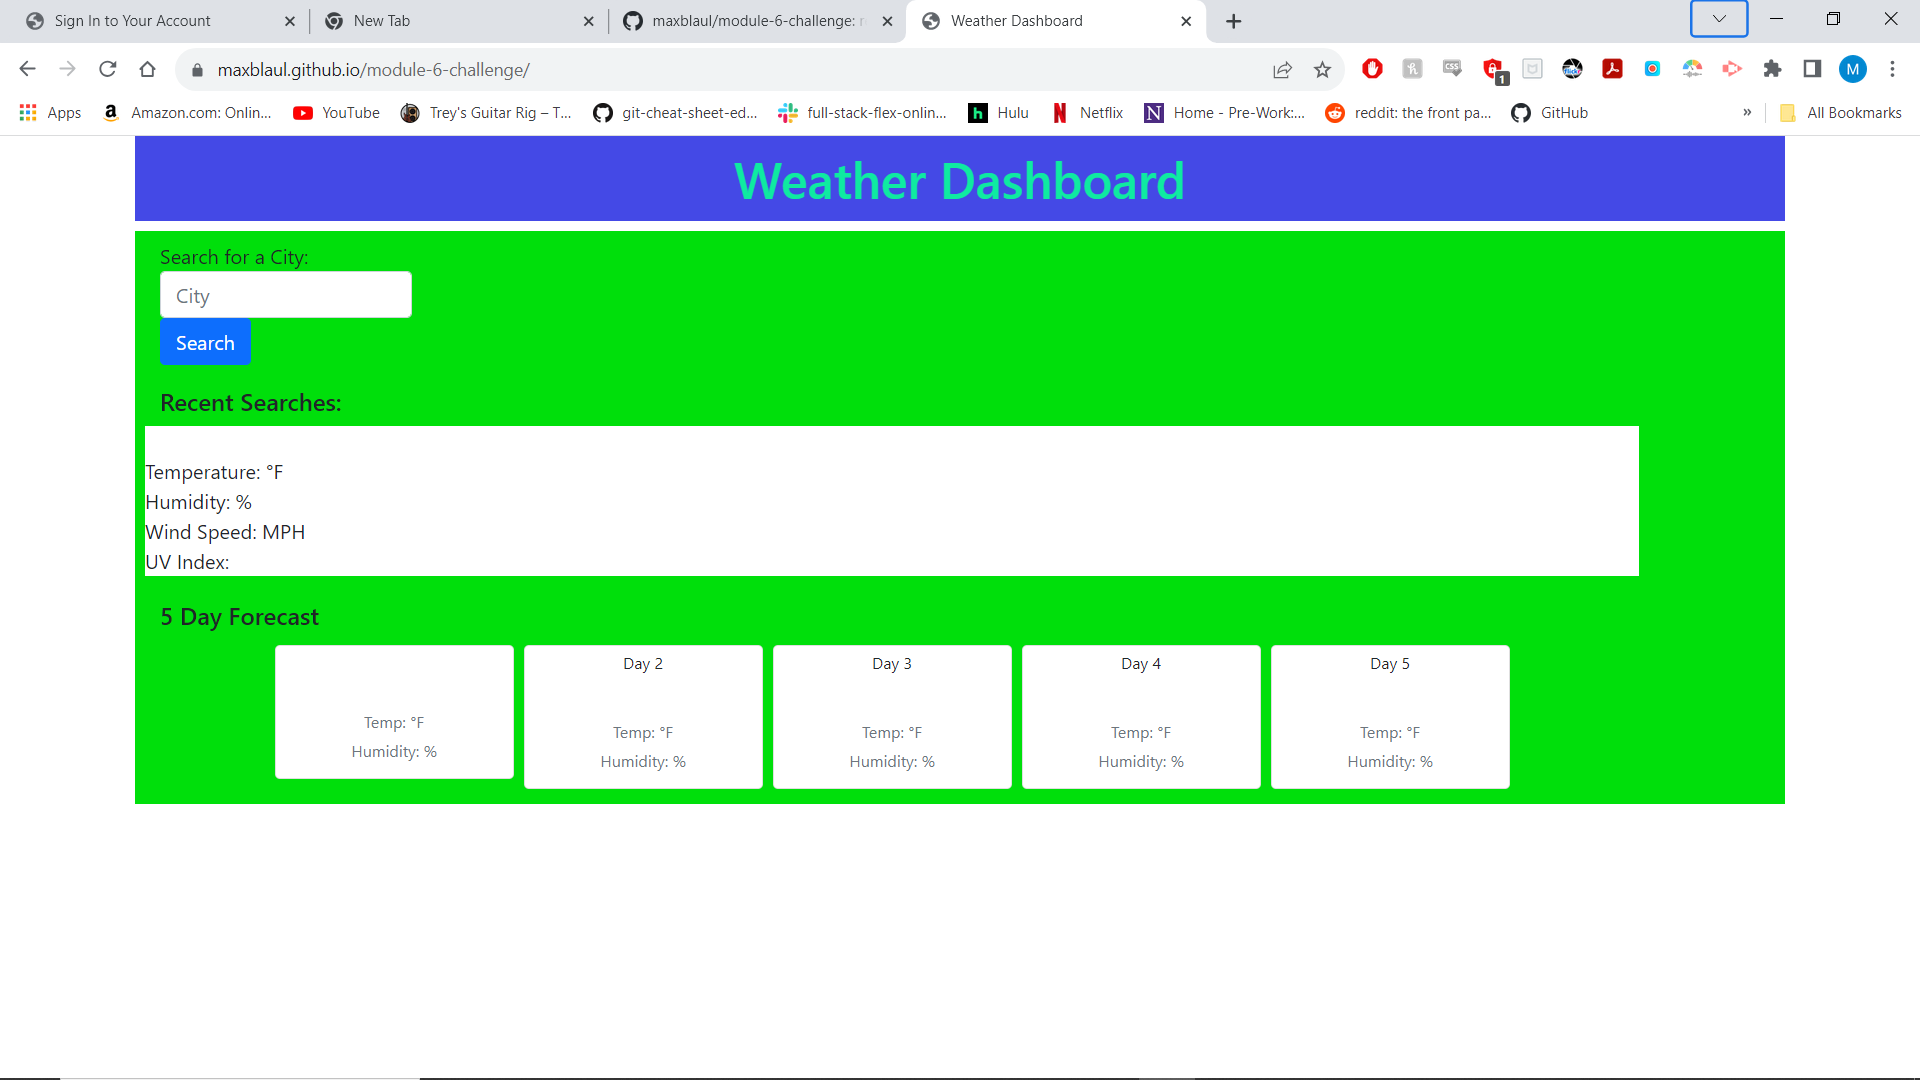 Sign In to Your Account
New Tab
maxblaul/module-6-challenge: r
Weather Dashboard
maxblaul.github.io/module-6-challenge/
1
M
Apps
Amazon.com: Onlin...
YouTube
Trey's Guitar Rig – T...
git-cheat-sheet-ed...
full-stack-flex-onlin...
Hulu
Netflix
Home - Pre-Work:...
reddit: the front pa...
GitHub
»
All Bookmarks
Weather Dashboard
Search for a City:
City
Search
Recent Searches:
Temperature: °F
Humidity: %
Wind Speed: MPH
UV Index:
5 Day Forecast
Temp: °F
Humidity: %
Day 2
Temp: °F
Humidity: %
Day 3
Temp: °F
Humidity: %
Day 4
Temp: °F
Humidity: %
Day 5
Temp: °F
Humidity: %